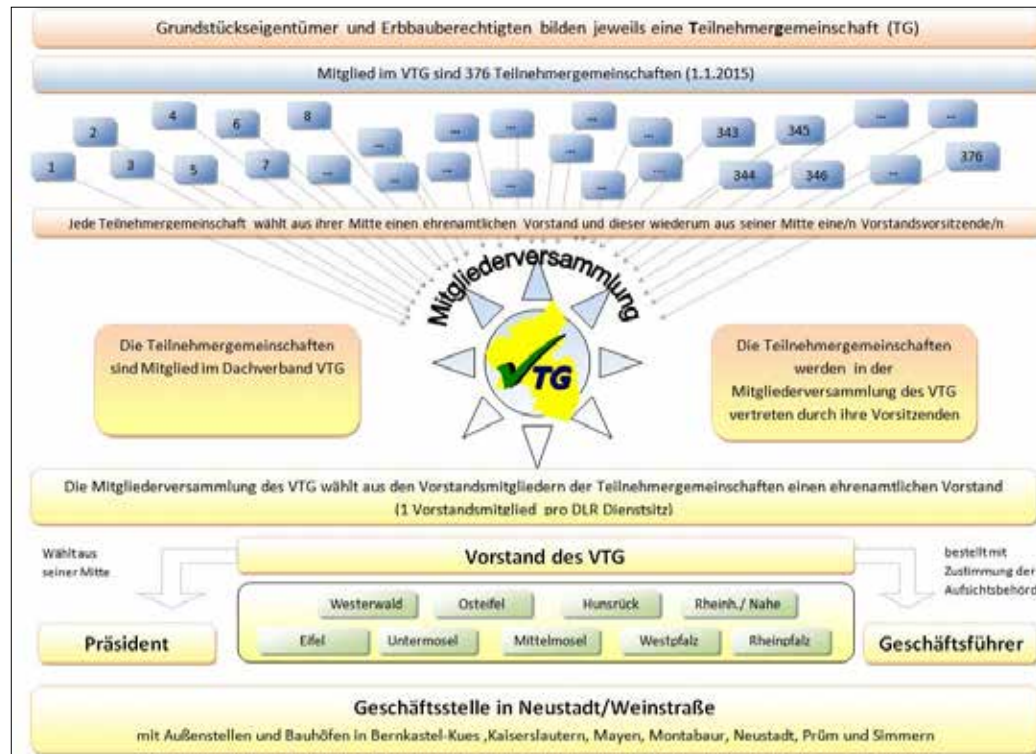 Grundstückseigentümer und Erbbauberechtigten bilden jeweils eine Teilnehmergemeinschaft (TG)
Mitglied im VTG sind 376 Teilnehmergemeinschaften (1.1.2015)
1
2
3
4
5
6
7
8
...
...
...
...
...
...
...
...
...
...
...
...
343
344
345
346
...
...
...
376
Jede Teilnehmergemeinschaft wählt aus ihrer Mitte einen ehrenamtlichen Vorstand und dieser wiederum aus seiner Mitte eine/n Vorstandsvorsitzende/n
Mitgliederversammlung
VTG
Die Teilnehmergemeinschaften
sind Mitglied im Dachverband VTG
Die Teilnehmergemeinschaften
werden in der
Mitgliederversammlung des VTG
vertreten durch ihre Vorsitzenden
Die Mitgliederversammlung des VTG wählt aus den Vorstandsmitgliedern der Teilnehmergemeinschaften einen ehrenamtlichen Vorstand
(1 Vorstandsmitglied pro DLR Dienstsitz)
Wählt aus
seiner Mitte
Vorstand des VTG
bestellt mit
Zustimmung der
Aufsichtsbehörd
Westerwald Osteifel Hunsrück Rheinh./ Nahe
Eifel Untermosel Mittelmosel Westpfalz Rheinpfalz
Präsident
Geschäftsführer
Geschäftsstelle in Neustadt/Weinstraße
mit Außenstellen und Bauhöfen in Bernkastel-Kues ,Kaiserslautern, Mayen, Montabaur, Neustadt, Prüm und Simmern